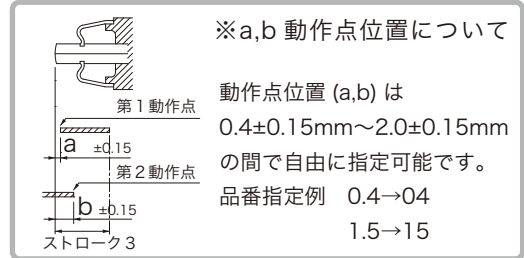 ※a,b 動作点位置について
動作点位置 (a,b) は
0.4±0.15mm〜2.0±0.15mm
の間で自由に指定可能です。
品番指定例　0.4→04
1.5→15
第1動作点
a ±0.15
第2動作点
b ±0.15
ストローク3